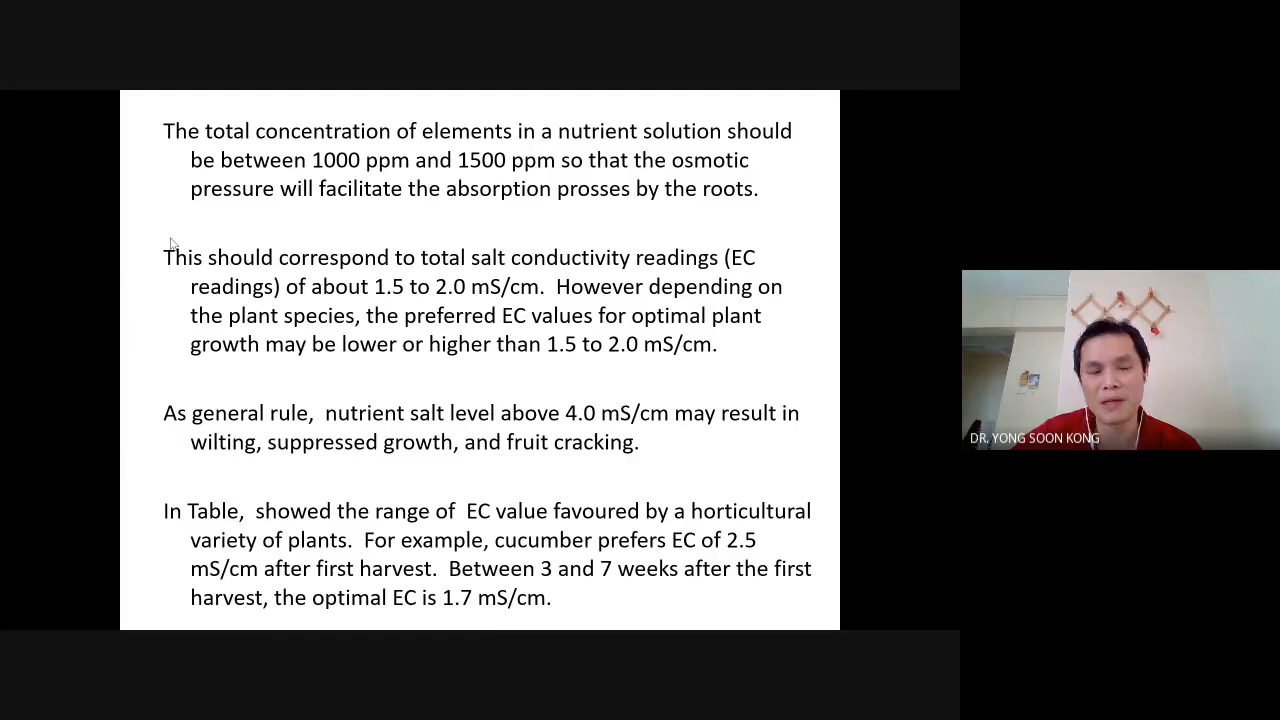 The total concentration of elements in a nutrient solution should
be between 1000 ppm and 1500 ppm so that the osmotic
pressure will facilitate the absorption prosses by the roots.
This should correspond to total salt conductivity readings (EC
readings) of about 1.5 to 2.0 mS/cm. However depending on
the plant species, the preferred EC values for optimal plant
growth may be lower or higher than 1.5 to 2.0 mS/cm.
As general rule, nutrient salt level above 4.0 mS/cm may result in
wilting, suppressed growth, and fruit cracking.
In Table, showed the range of EC value favoured by a horticultural
variety of plants. For example, cucumber prefers EC of 2.5
mS/cm after first harvest. Between 3 and 7 weeks after the first
harvest, the optimal EC is 1.7 mS/cm.
DR. YONG SOON KONG